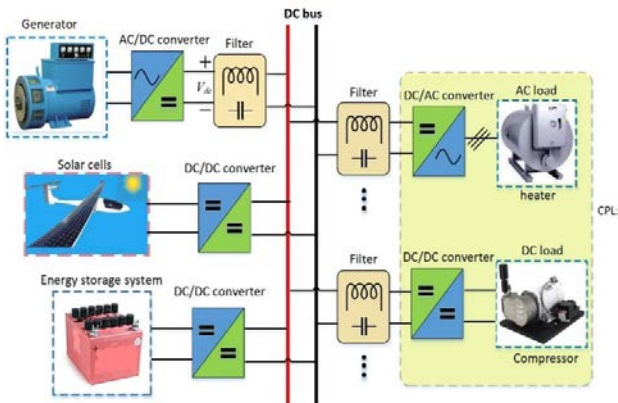 DC bus
Generator
AC/DC converter
Filter
+
Vdc
−
Filter
DC/AC converter
AC load
heater
Solar cells
DC/DC converter
CPL:
Energy storage system
DC/DC converter
Filter
DC/DC converter
DC load
Compressor